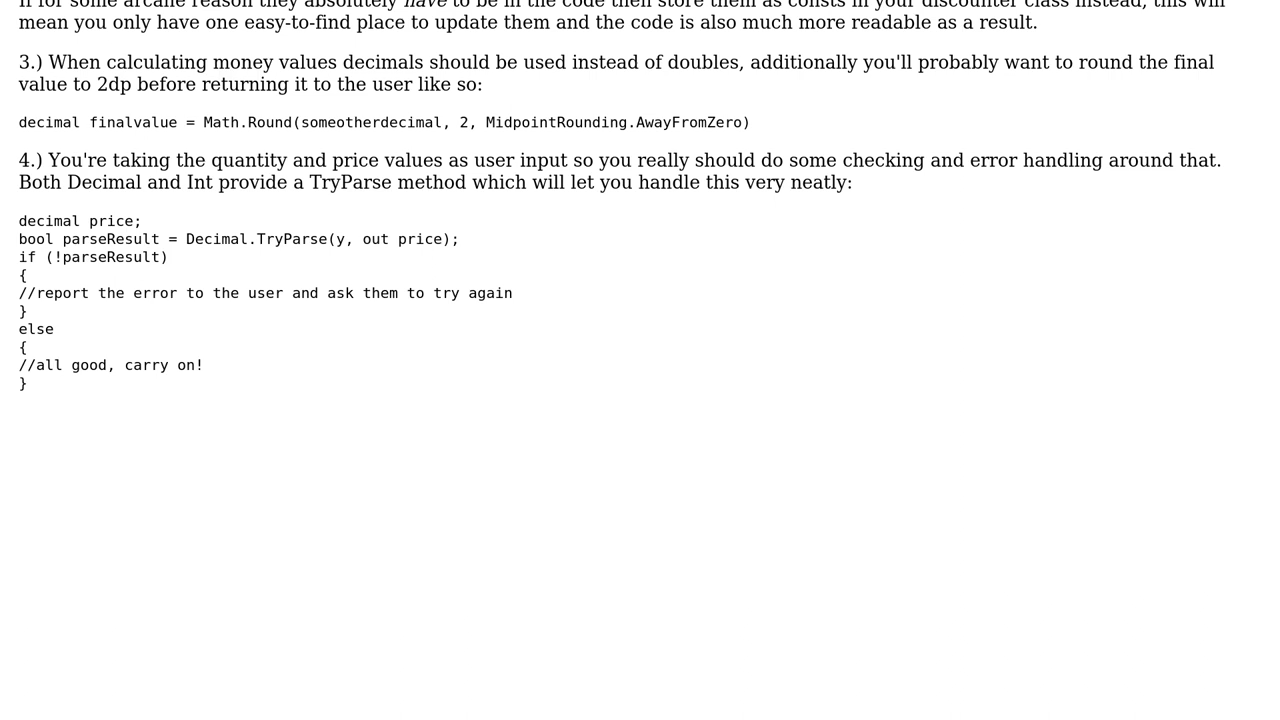 If for some arcane reason they absolutely have to be in the code then store them as consts in your discounter class instead, this will
mean you only have one easy-to-find place to update them and the code is also much more readable as a result.
3.) When calculating money values decimals should be used instead of doubles, additionally you'll probably want to round the final
value to 2dp before returning it to the user like so:
decimal finalvalue = Math.Round(someotherdecimal, 2, MidpointRounding.AwayFromZero)
4.) You're taking the quantity and price values as user input so you really should do some checking and error handling around that.
Both Decimal and Int provide a TryParse method which will let you handle this very neatly:
decimal price;
bool parseResult = Decimal.TryParse(y, out price);
if (!parseResult)
{
//report the error to the user and ask them to try again
}
else
{
//all good, carry on!
}